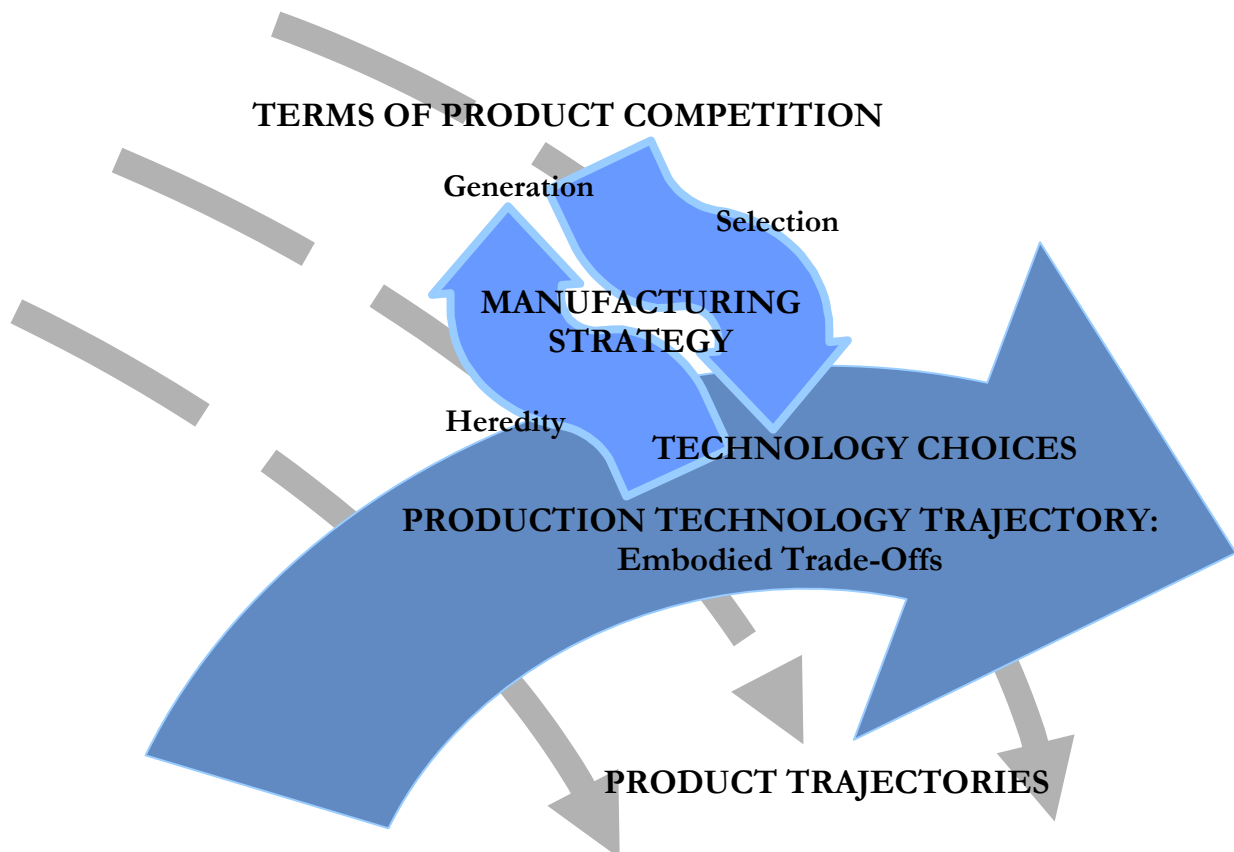 TERMS OF PRODUCT COMPETITION
Generation
Selection
MANUFACTURING
STRATEGY
Heredity
TECHNOLOGY CHOICES
PRODUCTION TECHNOLOGY TRAJECTORY:
Embodied Trade-Offs
PRODUCT TRAJECTORIES